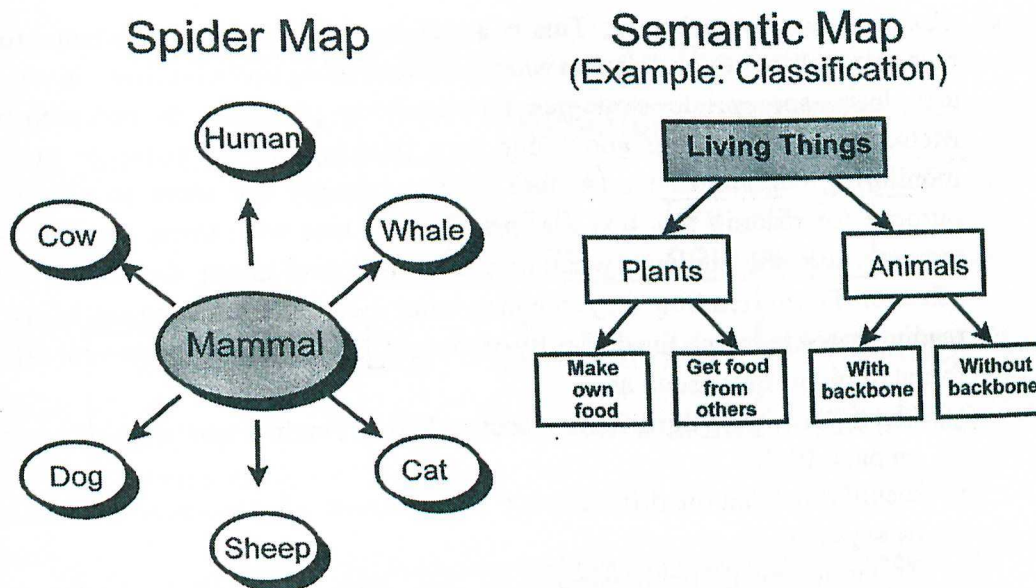 Spider Map
Human
Cow
Whale
Mammal
Dog
Cat
Sheep
Semantic Map
(Example: Classification)
Living Things
Plants
Animals
Make
own
food
Get food
from
others
With
backbone
Without
backbone